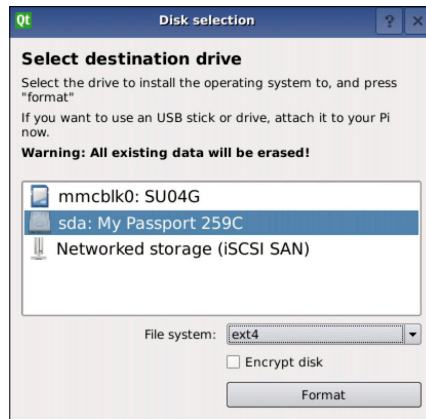 Qt Disk selection ? ×
Select destination drive
Select the drive to install the operating system to, and press
"format"
If you want to use an USB stick or drive, attach it to your Pi
now.
Warning: All existing data will be erased!
mmcblk0: SU04G
sda: My Passport 259C
Networked storage (iSCSI SAN)
File system: ext4
Encrypt disk
Format